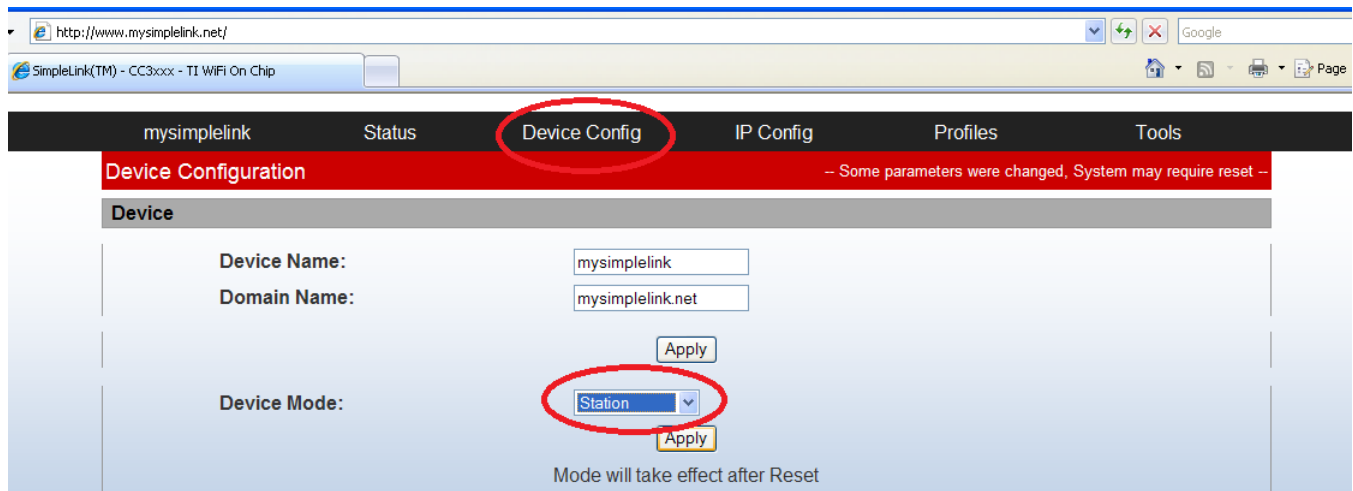 http://www.mysimplelink.net/
Google
SimpleLink(TM) - CC3xxx - TI WiFi On Chip
Page
mysimplelink Status Device Config IP Config Profiles Tools
Device Configuration -- Some parameters were changed, System may require reset --
Device
Device Name: mysimplelink
Domain Name: mysimplelink.net
Apply
Device Mode: Station
Apply
Mode will take effect after Reset